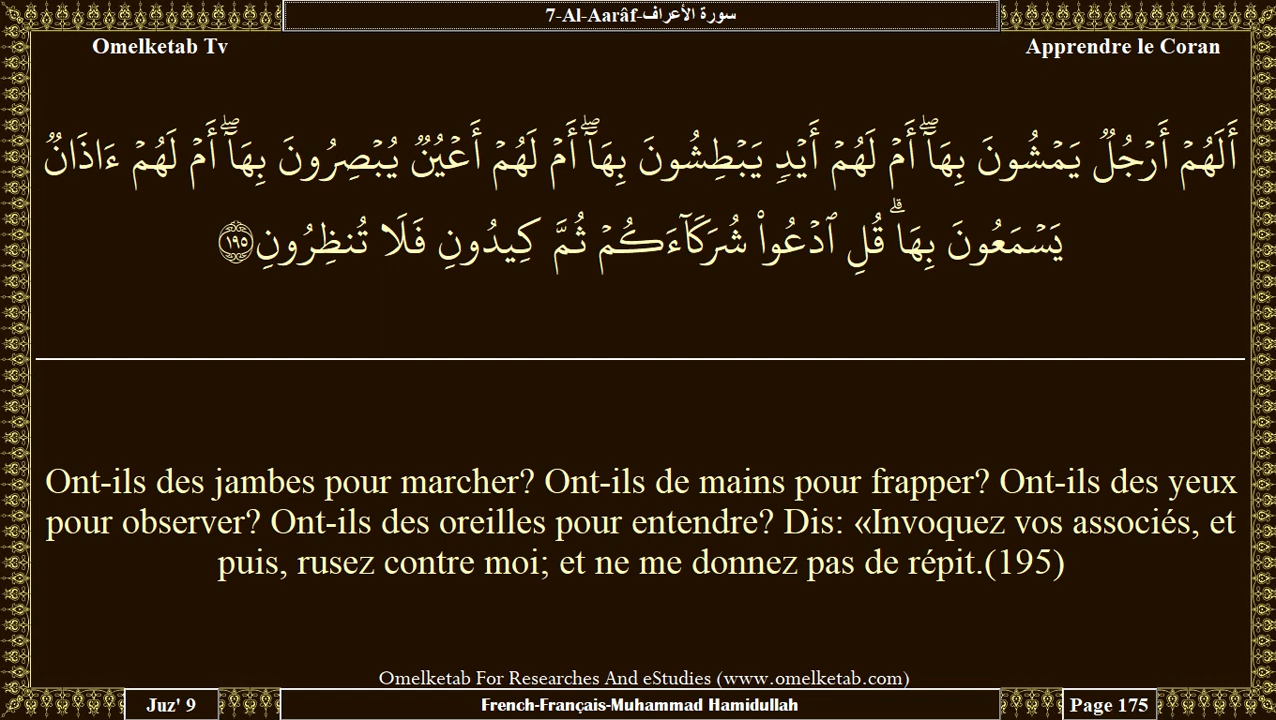 7-Al-Aarâf-سورة الأعراف
Omelketab Tv
Apprendre le Coran
أَلَهُمۡ أَرۡجُلٞ يَمۡشُونَ بِهَآۖ أَمۡ لَهُمۡ أَيۡدٖ يَبۡطِشُونَ بِهَآۖ أَمۡ لَهُمۡ أَعۡيُنٞ يُبۡصِرُونَ بِهَآۖ أَمۡ لَهُمۡ ءَاذَانٞ
يَسۡمَعُونَ بِهَاۗ قُلِ ٱدۡعُواْ شُرَكَآءَكُمۡ ثُمَّ كِيدُونِ فَلَا تُنظِرُونِ ١٩٥
Ont-ils des jambes pour marcher? Ont-ils de mains pour frapper? Ont-ils des yeux
pour observer? Ont-ils des oreilles pour entendre? Dis: «Invoquez vos associés, et
puis, rusez contre moi; et ne me donnez pas de répit.(195)
Omelketab For Researches And eStudies (www.omelketab.com)
Juz' 9
French-Français-Muhammad Hamidullah
Page 175